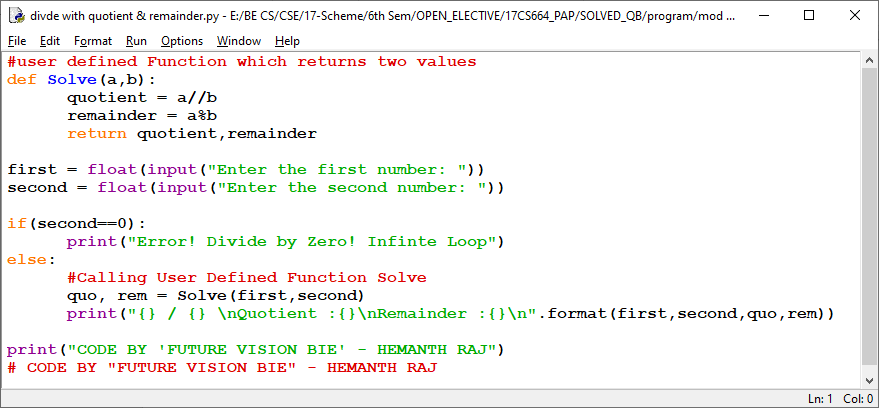 divde with quotient & remainder.py - E:/BE CS/CSE/17-Scheme/6th Sem/OPEN_ELECTIVE/17CS664_PAP/SOLVED_QB/program/mod ...
File Edit Format Run Options Window Help
#user defined Function which returns two values
def Solve(a,b):
      quotient = a//b
      remainder = a%b
      return quotient,remainder

first = float(input("Enter the first number: "))
second = float(input("Enter the second number: "))

if(second==0):
      print("Error! Divide by Zero! Infinte Loop")
else:
      #Calling User Defined Function Solve
      quo, rem = Solve(first,second)
      print("{} / {} \nQuotient :{}\nRemainder :{}\n".format(first,second,quo,rem))

print("CODE BY 'FUTURE VISION BIE' - HEMANTH RAJ")
# CODE BY "FUTURE VISION BIE" - HEMANTH RAJ
Ln: 1 Col: 0